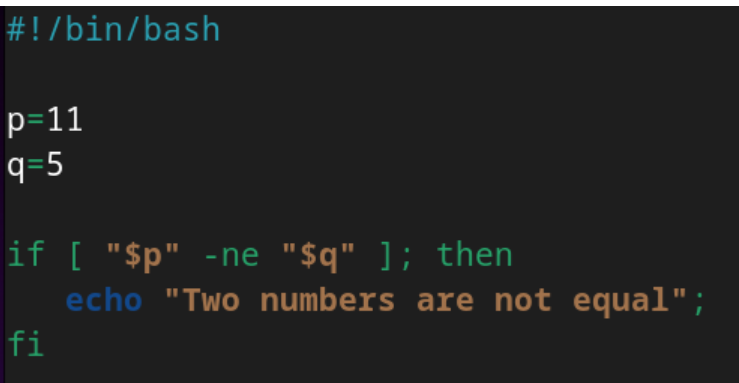 #!/bin/bash
p=11
q=5
if [ "$p" -ne "$q" ]; then
echo "Two numbers are not equal";
fi